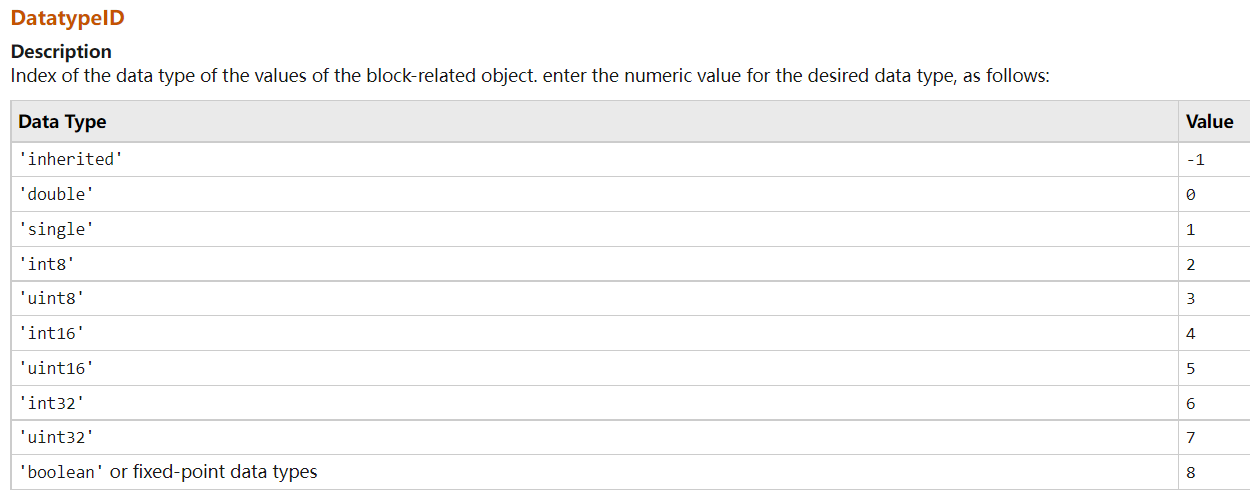 DatatypeID
Description
Index of the data type of the values of the block-related object. enter the numeric value for the desired data type, as follows:
Data Type Value
'inherited' -1
'double' 0
'single' 1
'int8' 2
'uint8' 3
'int16' 4
'uint16' 5
'int32' 6
'uint32' 7
'boolean' or fixed-point data types 8